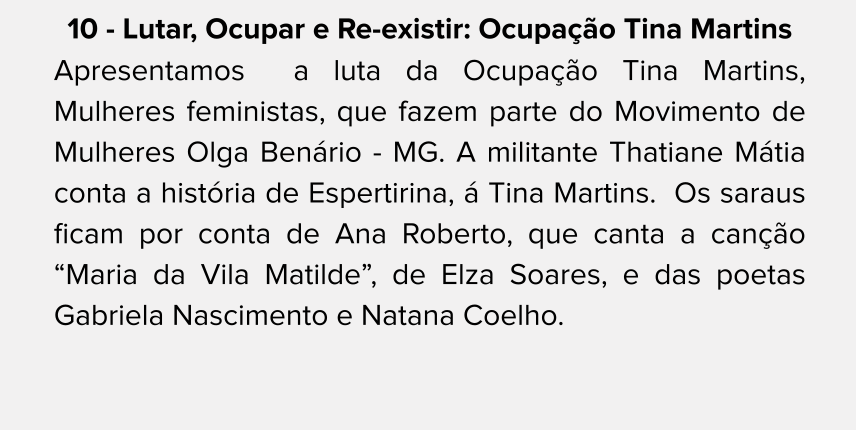 10 - Lutar, Ocupar e Re-existir: Ocupação Tina Martins
Apresentamos a luta da Ocupação Tina Martins,
Mulheres feministas, que fazem parte do Movimento de
Mulheres Olga Benário - MG. A militante Thatiane Mátia
conta a história de Espertirina, á Tina Martins. Os saraus
ficam por conta de Ana Roberto, que canta a canção
“Maria da Vila Matilde”, de Elza Soares, e das poetas
Gabriela Nascimento e Natana Coelho.